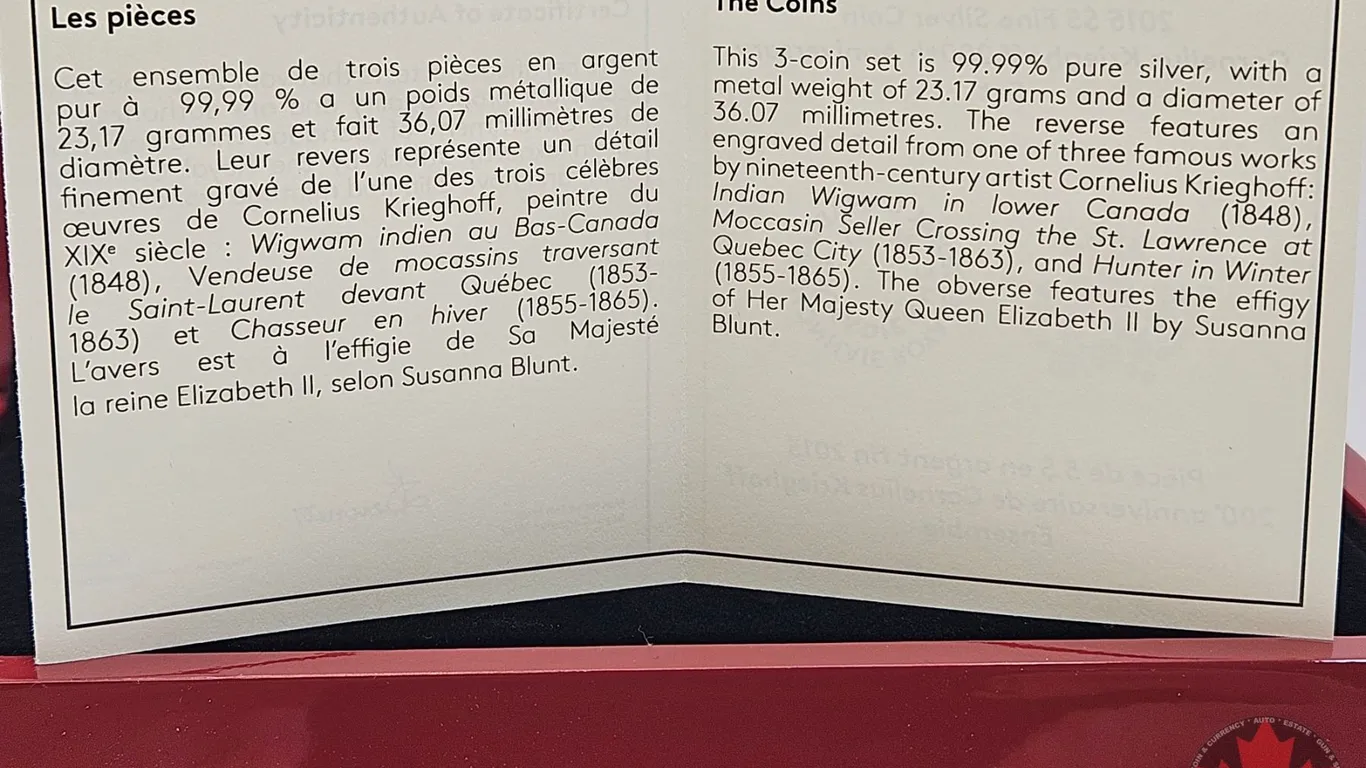 Les pièces
Cet ensemble de trois pièces en argent
pur à 99,99 % a un poids métallique de
23,17 grammes et fait 36,07 millimètres de
diamètre. Leur revers représente un détail
finement gravé de l'une des trois célèbres
œuvres de Cornelius Krieghoff, peintre du
XIXe siècle : Wigwam indien au Bas-Canada
(1848), Vendeuse de mocassins traversant
le Saint-Laurent devant Québec (1853-
1863) et Chasseur en hiver (1855-1865).
L'avers est à l'effigie de Sa Majesté
la reine Elizabeth II, selon Susanna Blunt.
The Coins
This 3-coin set is 99.99% pure silver, with a
metal weight of 23.17 grams and a diameter of
36.07 millimetres. The reverse features an
engraved detail from one of three famous works
by nineteenth-century artist Cornelius Krieghoff:
Indian Wigwam in lower Canada (1848),
Moccasin Seller Crossing the St. Lawrence at
Quebec City (1853-1863), and Hunter in Winter
(1855-1865). The obverse features the effigy
of Her Majesty Queen Elizabeth II by Susanna
Blunt.
& CURRENCY · AUTO · ESTATE · GUN &